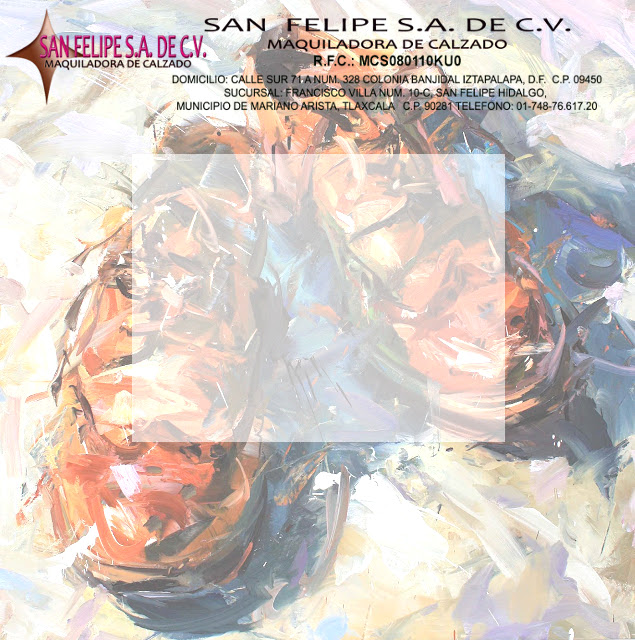 SAN FELIPE S.A. DE C.V.
MAQUILADORA DE CALZADO
SAN FELIPE S.A. DE C.V.
MAQUILADORA DE CALZADO
R.F.C.: MCS080110KU0
DOMICILIO: CALLE SUR 71 A NUM. 328 COLONIA BANJIDAL IZTAPALAPA, D.F. C.P. 09450
SUCURSAL: FRANCISCO VILLA NUM. 10-C, SAN FELIPE HIDALGO,
MUNICIPIO DE MARIANO ARISTA, TLAXCALA C.P. 90281 TELEFONO: 01-748-76.617.20